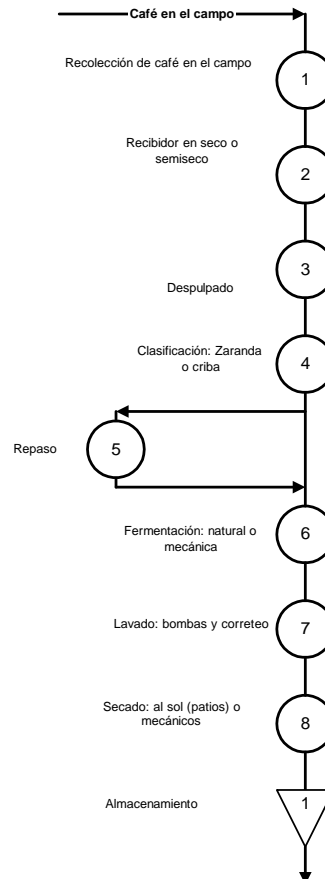 Café en el campo
Recolección de café en el campo
1
Recibidor en seco o
semiseco
2
3
Despulpado
Clasificación: Zaranda
o criba
4
Repaso
5
Fermentación: natural o
mecánica
6
Lavado: bombas y correteo
7
Secado: al sol (patios) o
mecánicos
8
Almacenamiento
1